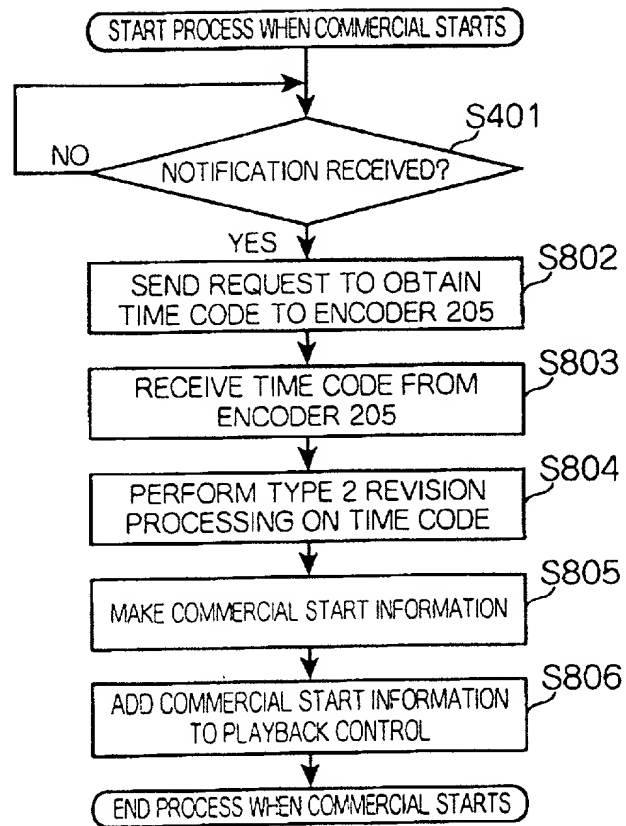 START PROCESS WHEN COMMERCIAL STARTS
S401
NO
NOTIFICATION RECEIVED?
YES
S802
SEND REQUEST TO OBTAIN
TIME CODE TO ENCODER 205
S803
RECEIVE TIME CODE FROM
ENCODER 205
S804
PERFORM TYPE 2 REVISION
PROCESSING ON TIME CODE
S805
MAKE COMMERCIAL START INFORMATION
S806
ADD COMMERCIAL START INFORMATION
TO PLAYBACK CONTROL
END PROCESS WHEN COMMERCIAL STARTS